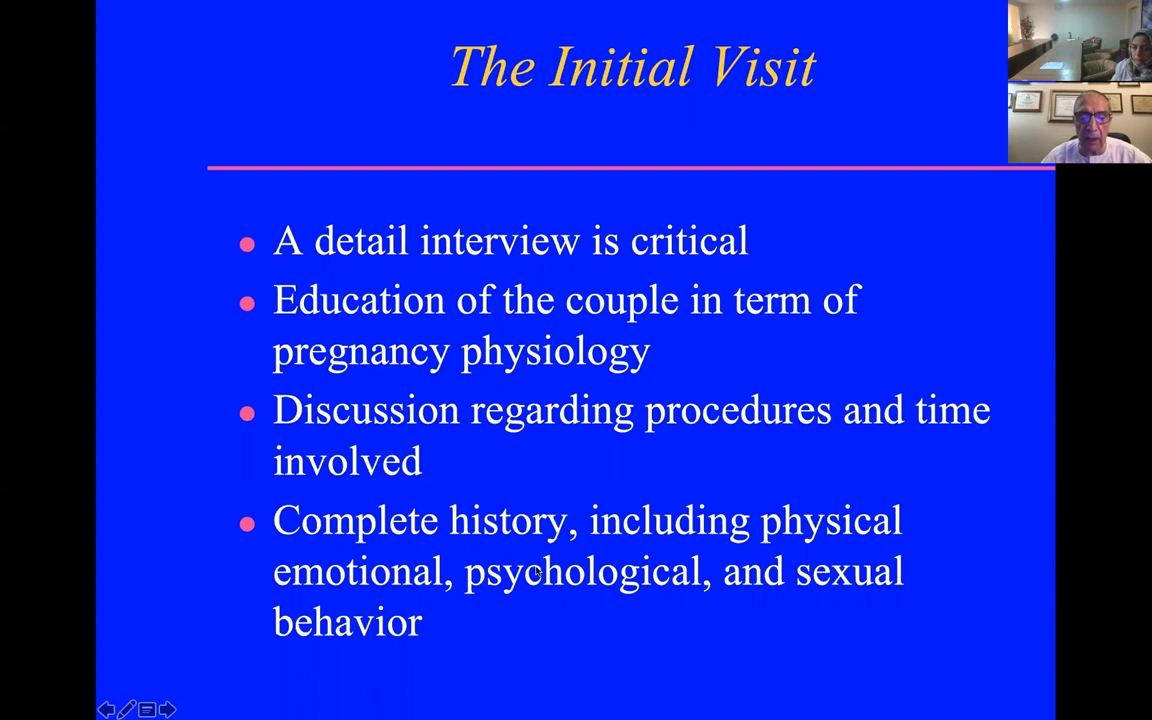 The Initial Visit
A detail interview is critical
Education of the couple in term of
pregnancy physiology
Discussion regarding procedures and time
involved
Complete history, including physical
emotional, psychological, and sexual
behavior